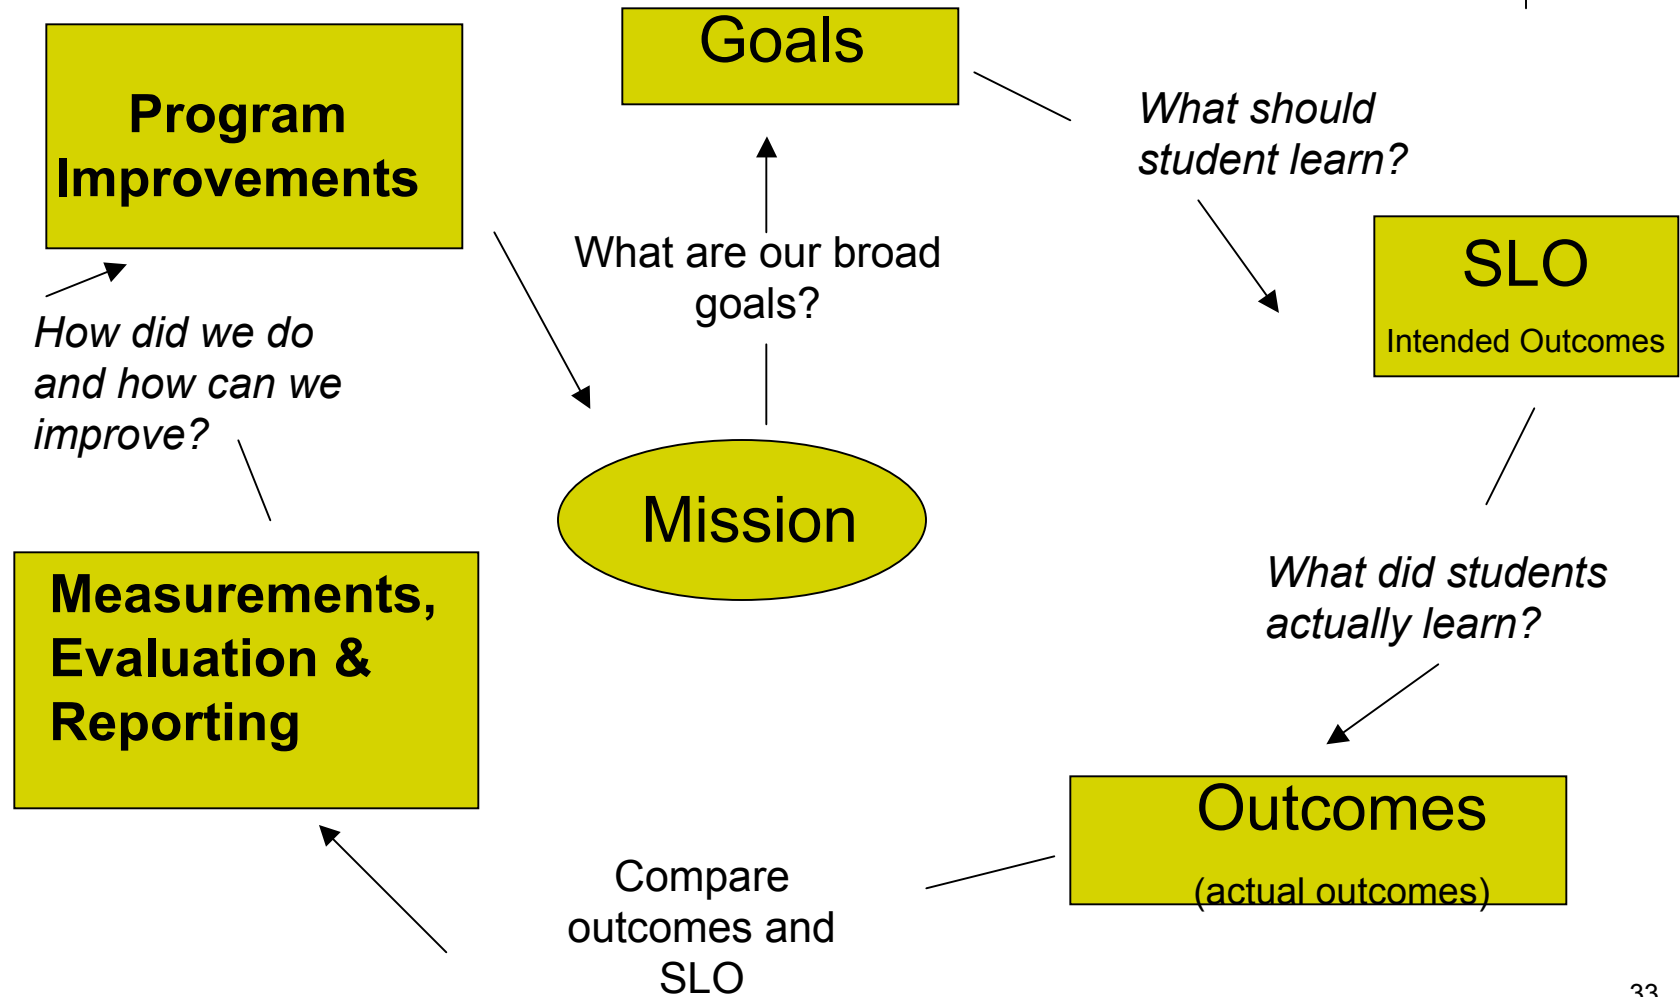 Goals
Program
Improvements
What should
student learn?
What are our broad
goals?
SLO
Intended Outcomes
How did we do
and how can we
improve?
Mission
Measurements,
Evaluation &
Reporting
What did students
actually learn?
Outcomes
(actual outcomes)
Compare
outcomes and
SLO
33